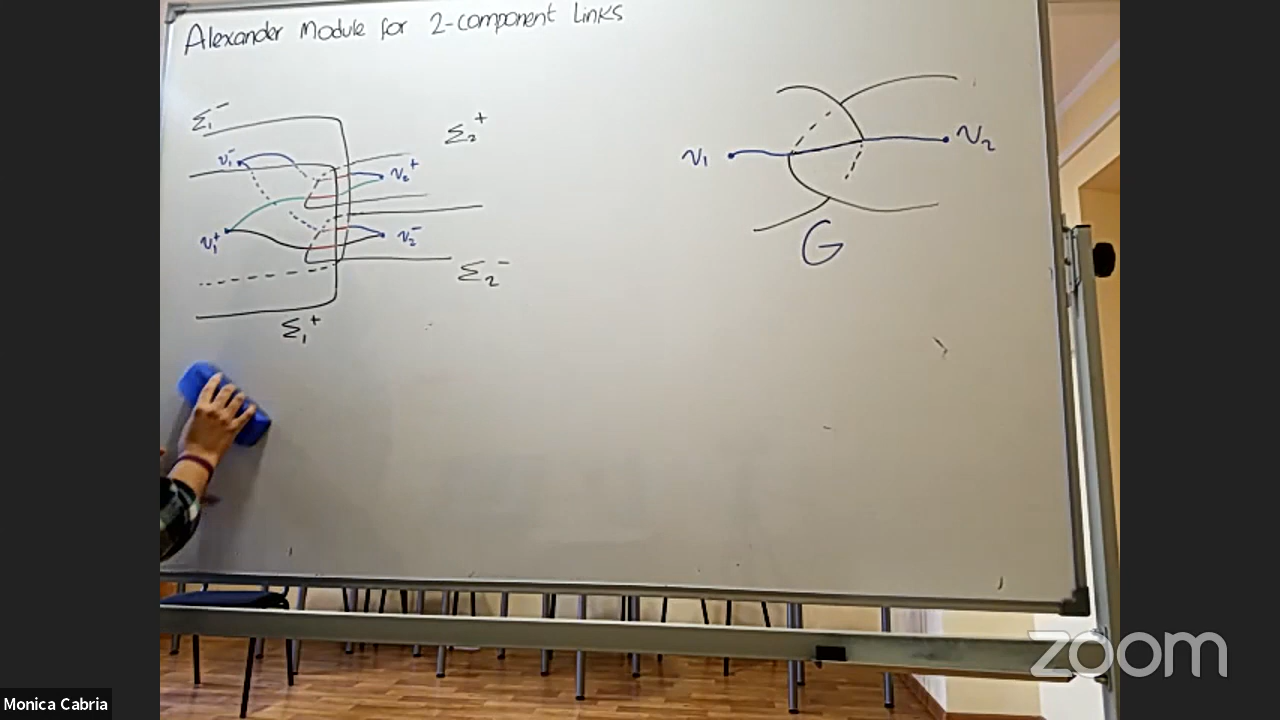 Alexander Module for 2-component Links
Σ₁⁻
Σ₂⁺
v₁⁻
v₂⁺
v₁⁺
v₂⁻
Σ₂⁻
Σ₁⁺
v₁
v₂
G
zoom
Monica Cabria